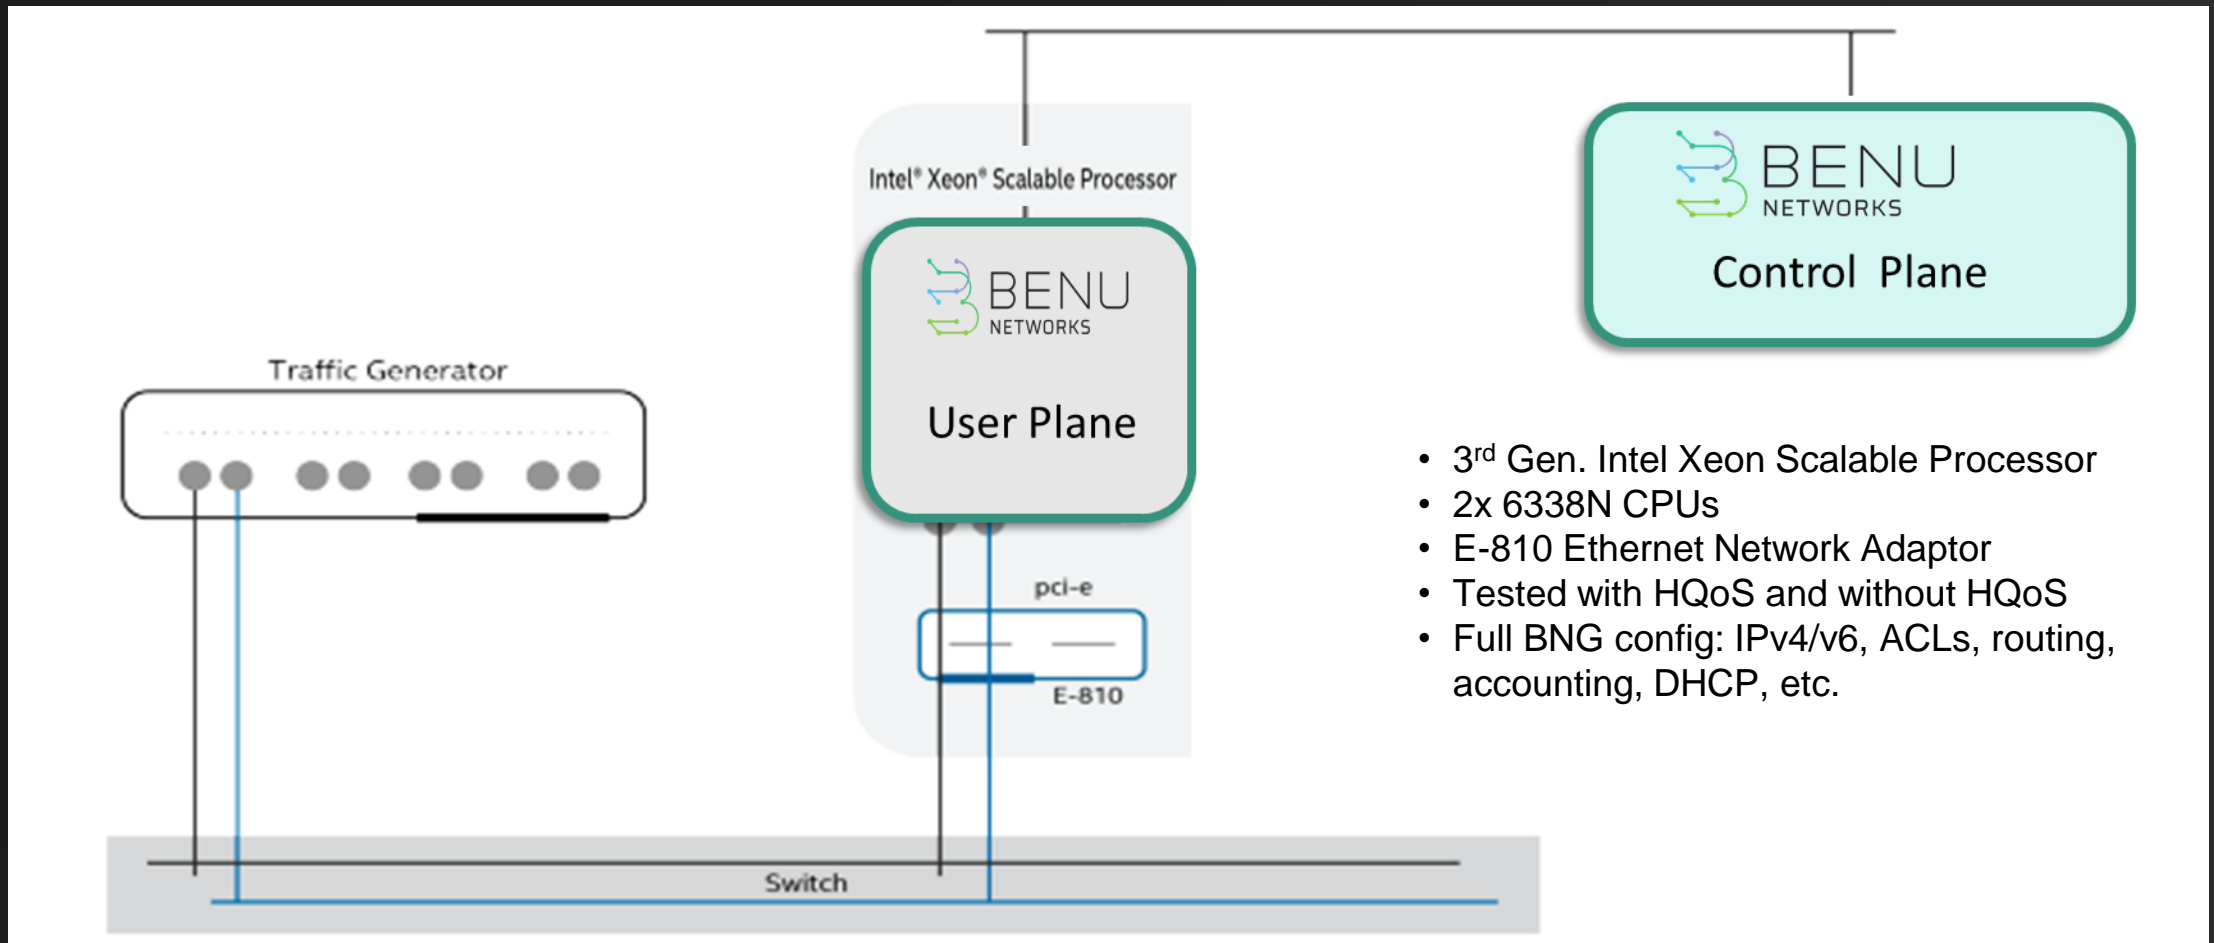 Intel® Xeon® Scalable Processor
BENU
NETWORKS
User Plane
BENU
NETWORKS
Control Plane
Traffic Generator
pci-e
E-810
Switch
• 3rd Gen. Intel Xeon Scalable Processor
• 2x 6338N CPUs
• E-810 Ethernet Network Adaptor
• Tested with HQoS and without HQoS
• Full BNG config: IPv4/v6, ACLs, routing,
accounting, DHCP, etc.